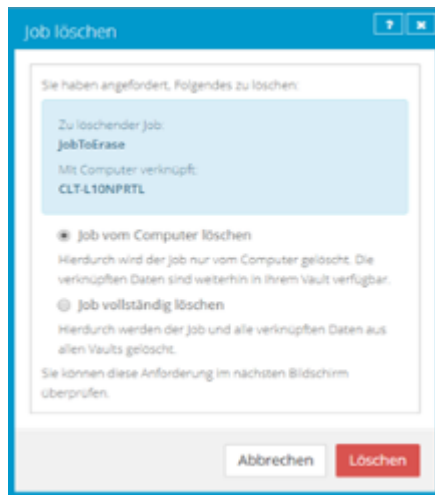 Job löschen
Sie haben angefordert, Folgendes zu löschen:
Zu löschender Job:
JobToErase
Mit Computer verknüpft:
CLT-L10NPRTL
Job vom Computer löschen
Hierdurch wird der Job nur vom Computer gelöscht. Die
verknüpften Daten sind weiterhin in Ihrem Vault verfügbar.
Job vollständig löschen
Hierdurch werden der Job und alle verknüpften Daten aus
allen Vaults gelöscht.
Sie können diese Anforderung im nächsten Bildschirm
überprüfen.
Abbrechen
Löschen